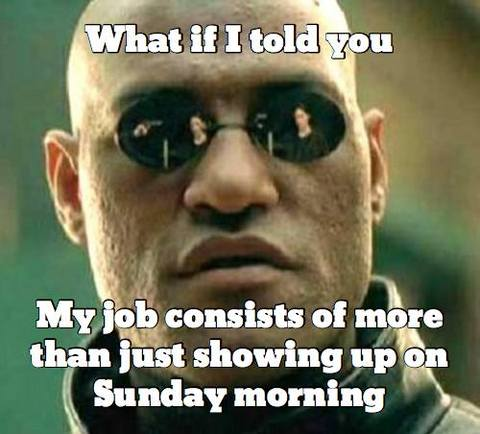 What if I told you
My job consists of more
than just showing up on
Sunday morning